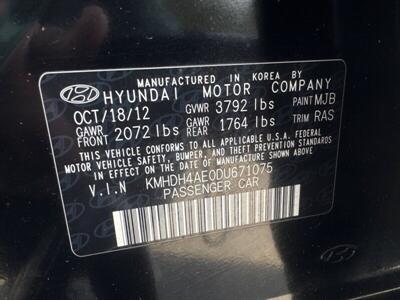 MANUFACTURED IN KOREA BY
HYUNDAI MOTOR COMPANY
OCT/18/12 GVWR 3792 lbs PAINT MJB
GAWR FRONT 2072 lbs GAWR REAR 1764 lbs TRIM RAS
THIS VEHICLE CONFORMS TO ALL APPLICABLE U.S.A. FEDERAL
MOTOR VEHICLE SAFETY, BUMPER, AND THEFT PREVENTION
STANDARDS IN EFFECT ON THE DATE OF MANUFACTURE SHOWN ABOVE.
V.I.N KMHDH4AE0DU671075
PASSENGER CAR